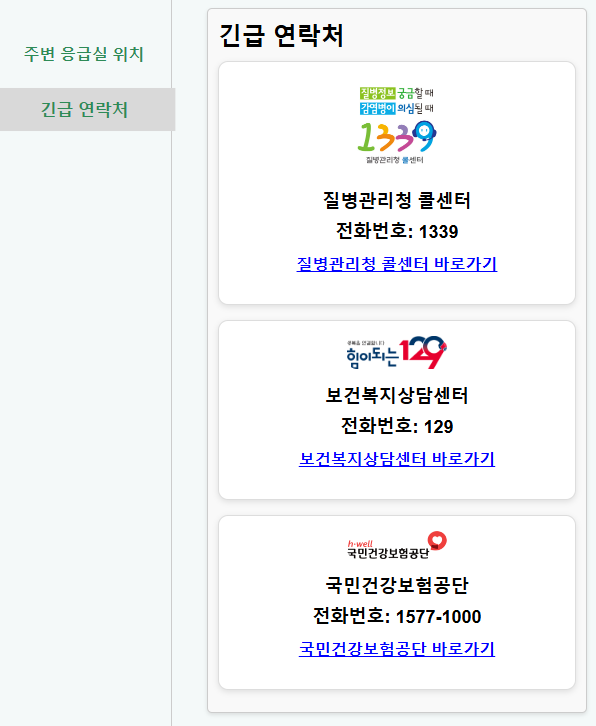 주변 응급실 위치
긴급 연락처
긴급 연락처
질병정보 궁금할 때
감염병이 의심될 때
1339
질병관리청 콜센터
질병관리청 콜센터
전화번호: 1339
질병관리청 콜센터 바로가기
힘이되는 129
보건복지상담센터
전화번호: 129
보건복지상담센터 바로가기
h·well
국민건강보험공단
국민건강보험공단
전화번호: 1577-1000
국민건강보험공단 바로가기